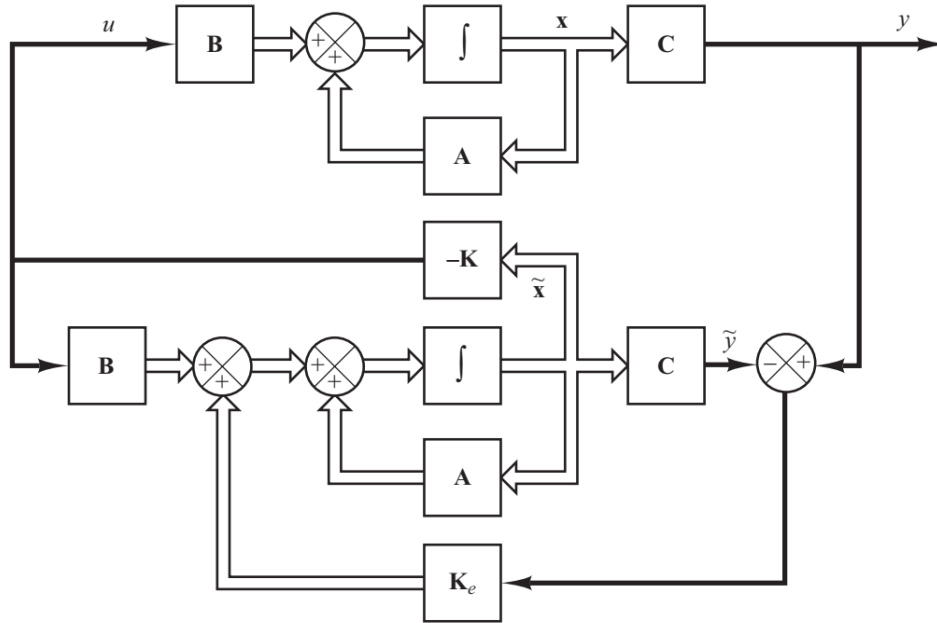 u B + + ∫ x C y
A
–K
x̃
B + + + + ∫ C ỹ – +
A
Kₑ